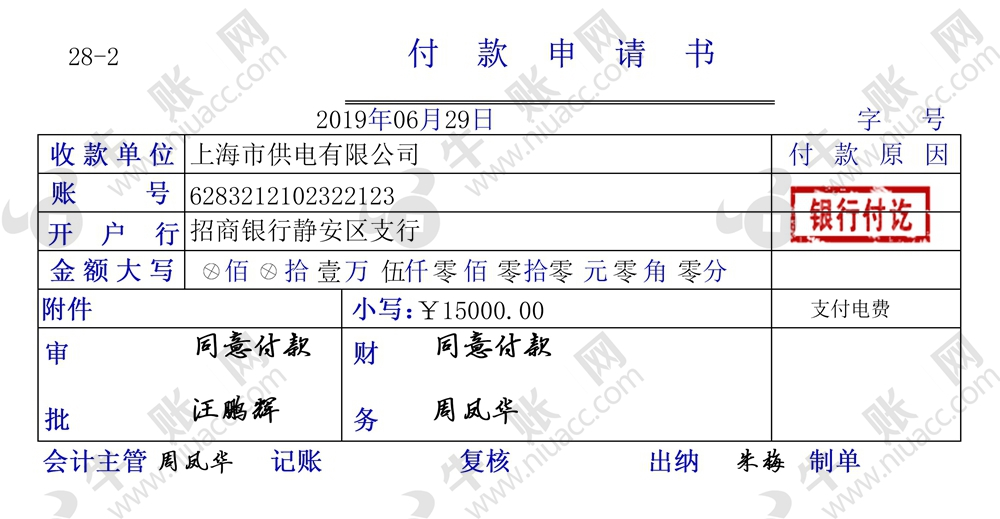 28-2
付款申请书
2019年06月29日 字 号
收款单位 上海市供电有限公司 付款原因
账号 6283212102322123
银行付讫
开户行 招商银行静安区支行
金额大写 ⊗佰⊗拾壹万伍仟零佰零拾零元零角零分
附件 小写:￥15000.00 支付电费
审批 同意付款 财务 同意付款
汪鹏辉 周凤华
会计主管 周凤华 记账 复核 出纳 朱梅 制单
牛账网
www.niuacc.com